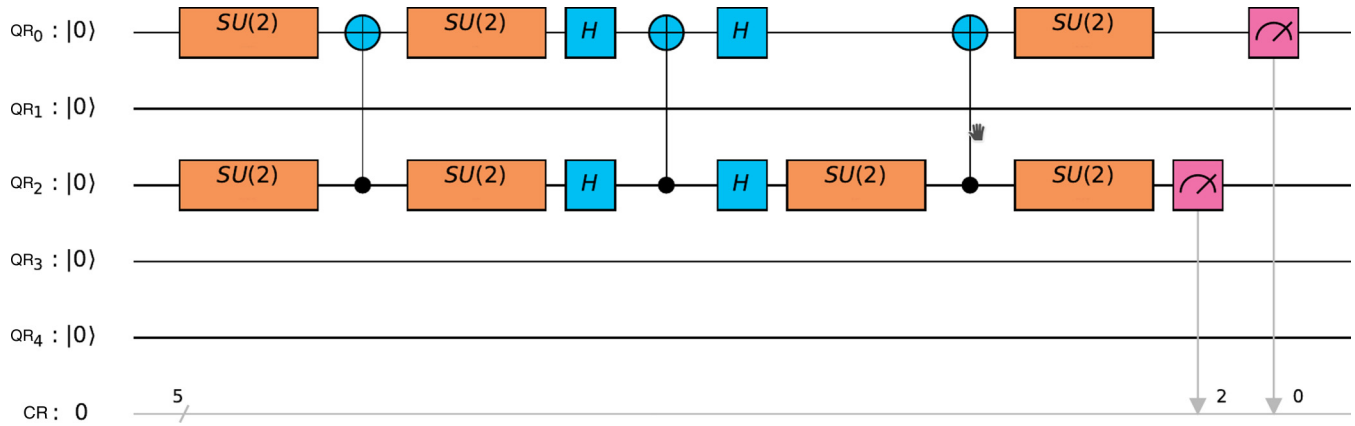 QR0 : |0⟩ SU(2) SU(2) H H SU(2)
QR1 : |0⟩
QR2 : |0⟩ SU(2) SU(2) H H SU(2) SU(2)
QR3 : |0⟩
QR4 : |0⟩
CR : 0 5 2 0